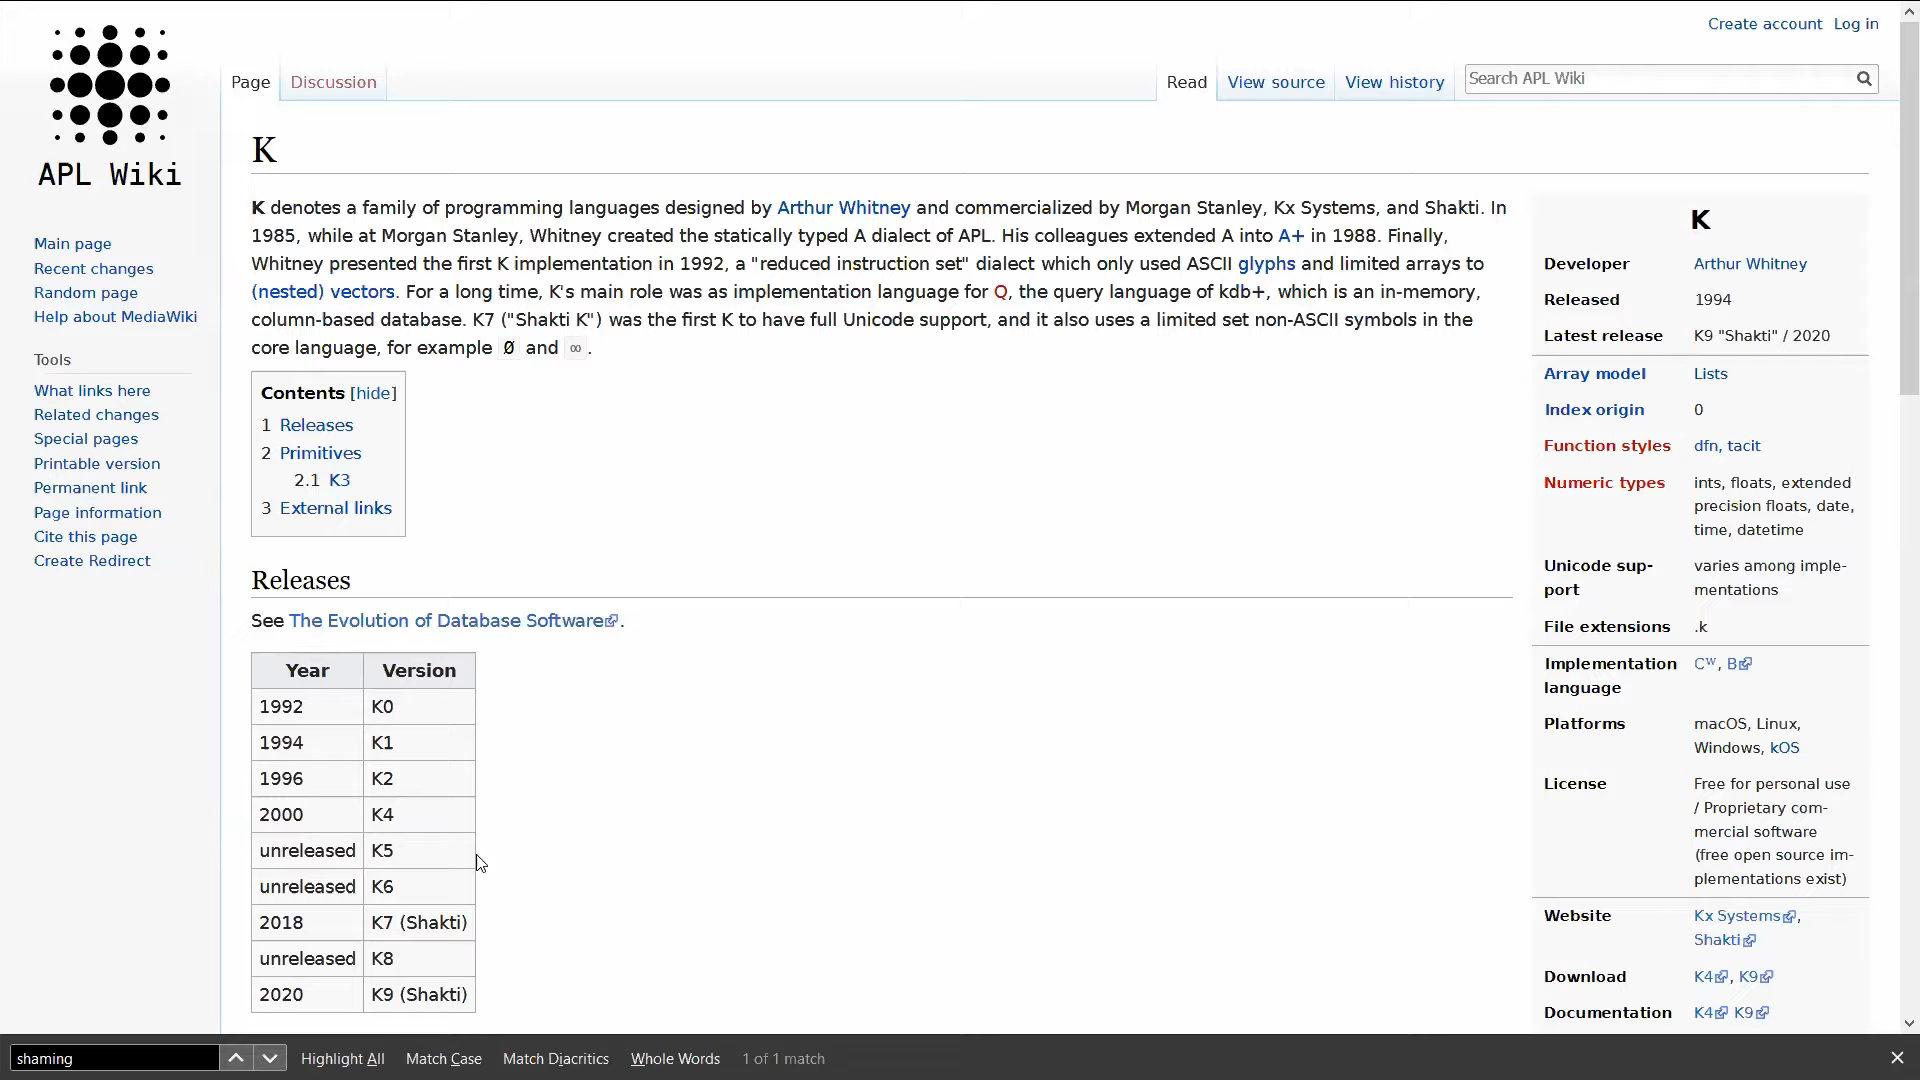 Create account Log in
Page Discussion Read View source View history Search APL Wiki
APL Wiki
Main page
Recent changes
Random page
Help about MediaWiki
Tools
What links here
Related changes
Special pages
Printable version
Permanent link
Page information
Cite this page
Create Redirect
K
K denotes a family of programming languages designed by Arthur Whitney and commercialized by Morgan Stanley, Kx Systems, and Shakti. In
1985, while at Morgan Stanley, Whitney created the statically typed A dialect of APL. His colleagues extended A into A+ in 1988. Finally,
Whitney presented the first K implementation in 1992, a "reduced instruction set" dialect which only used ASCII glyphs and limited arrays to
(nested) vectors. For a long time, K's main role was as implementation language for Q, the query language of kdb+, which is an in-memory,
column-based database. K7 ("Shakti K") was the first K to have full Unicode support, and it also uses a limited set non-ASCII symbols in the
core language, for example Ø and ∞.
Contents [hide]
1 Releases
2 Primitives
2.1 K3
3 External links
Releases
See The Evolution of Database Software.
Year Version
1992 K0
1994 K1
1996 K2
2000 K4
unreleased K5
unreleased K6
2018 K7 (Shakti)
unreleased K8
2020 K9 (Shakti)
K
Developer Arthur Whitney
Released 1994
Latest release K9 "Shakti" / 2020
Array model Lists
Index origin 0
Function styles dfn, tacit
Numeric types ints, floats, extended
precision floats, date,
time, datetime
Unicode sup- varies among imple-
port mentations
File extensions .k
Implementation C^W, B
language
Platforms macOS, Linux,
Windows, kOS
License Free for personal use
/ Proprietary com-
mercial software
(free open source im-
plementations exist)
Website Kx Systems,
Shakti
Download K4, K9
Documentation K4 K9
shaming Highlight All Match Case Match Diacritics Whole Words 1 of 1 match